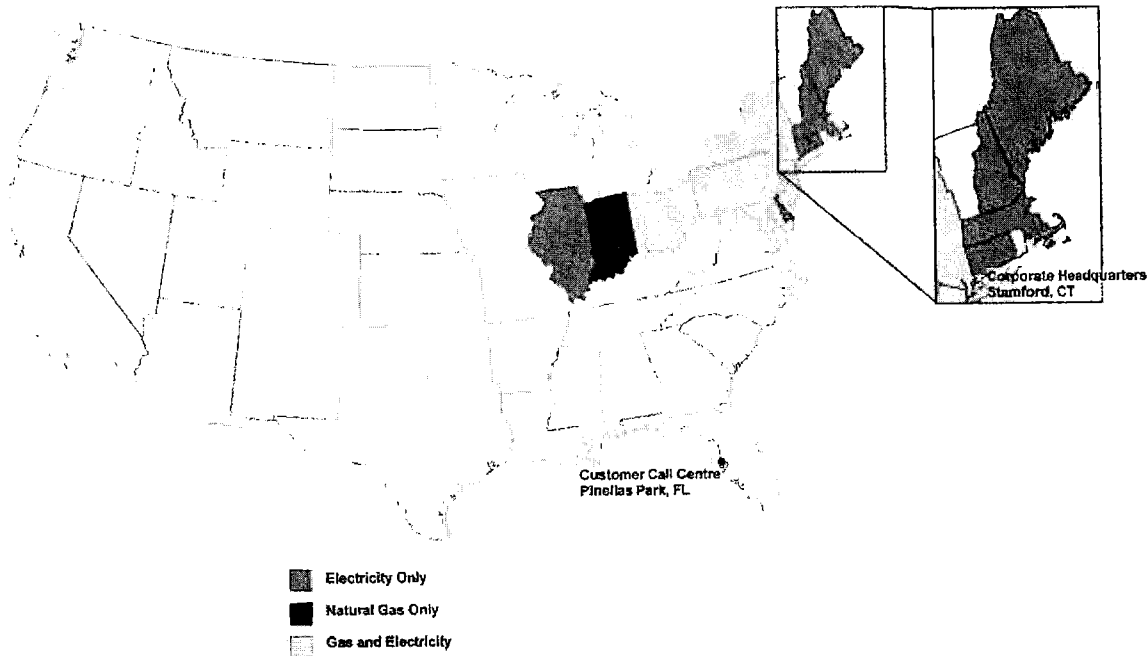 Corporate Headquarters
Stamford, CT
Customer Call Centre
Pinellas Park, FL
Electricity Only
Natural Gas Only
Gas and Electricity